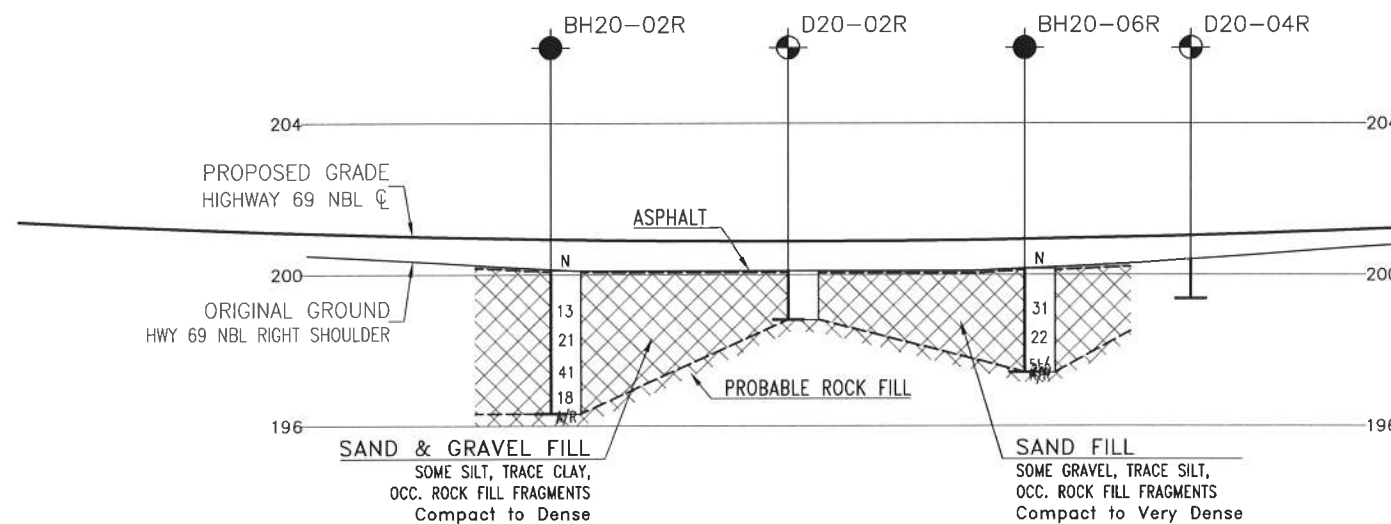 BH20-02R
D20-02R
BH20-06R
D20-04R
204
204
PROPOSED GRADE
HIGHWAY 69 NBL ℄
ASPHALT
N
N
200
200
ORIGINAL GROUND
HWY 69 NBL RIGHT SHOULDER
13
21
41
18
A/R
31
22
PROBABLE ROCK FILL
196
196
SAND & GRAVEL FILL
SOME SILT, TRACE CLAY,
OCC. ROCK FILL FRAGMENTS
Compact to Dense
SAND FILL
SOME GRAVEL, TRACE SILT,
OCC. ROCK FILL FRAGMENTS
Compact to Very Dense